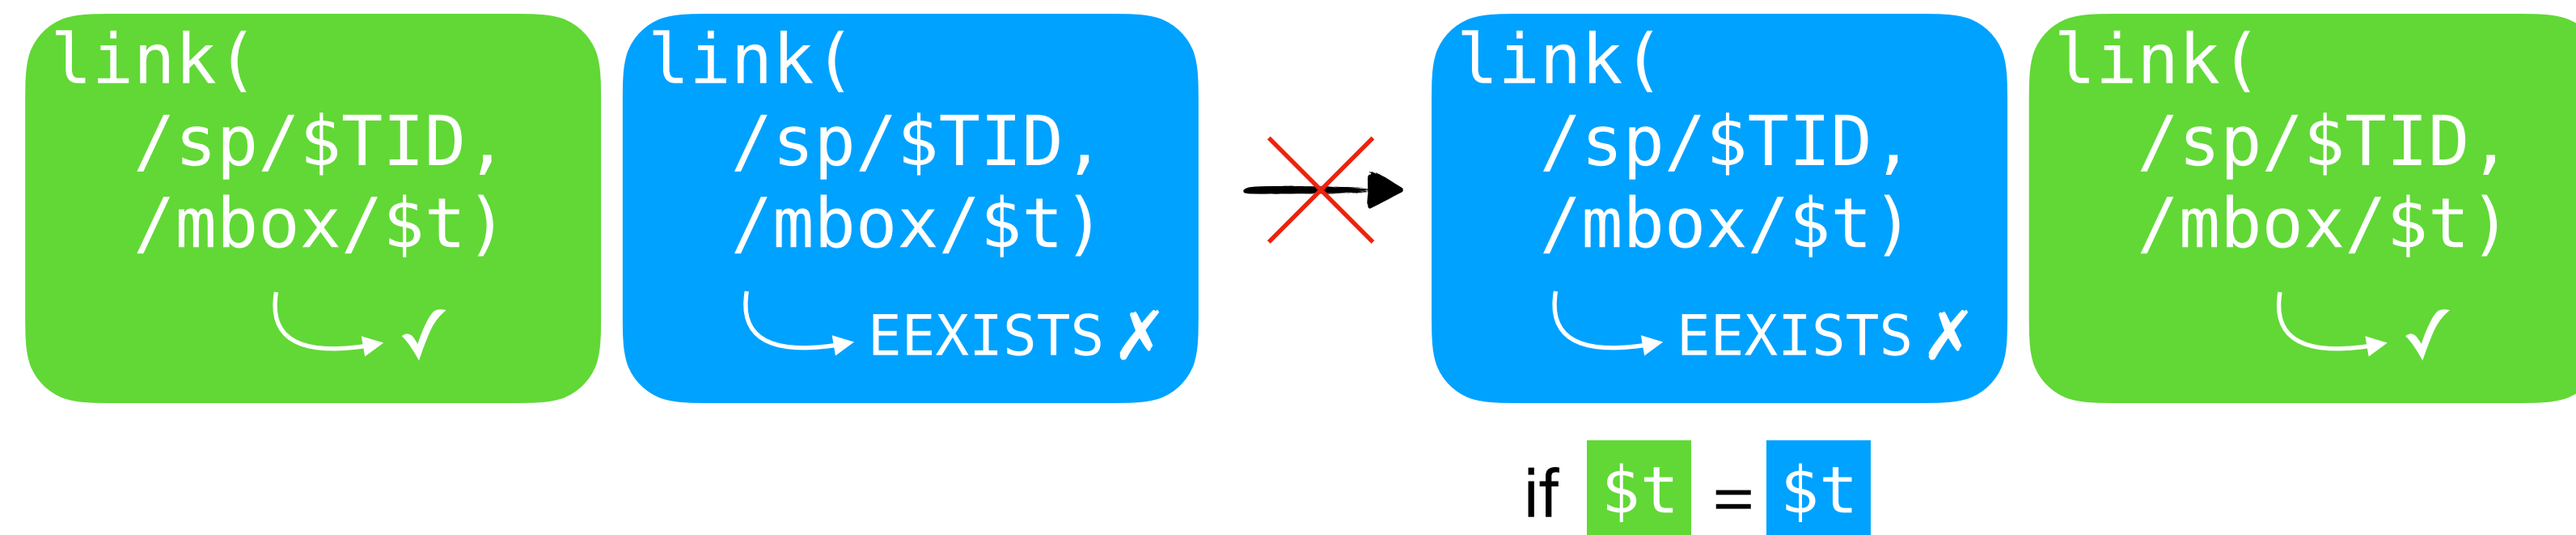 link(
/sp/$TID,
/mbox/$t)
✓
link(
/sp/$TID,
/mbox/$t)
EEXISTS ✗
link(
/sp/$TID,
/mbox/$t)
EEXISTS ✗
link(
/sp/$TID,
/mbox/$t)
✓
if $t = $t